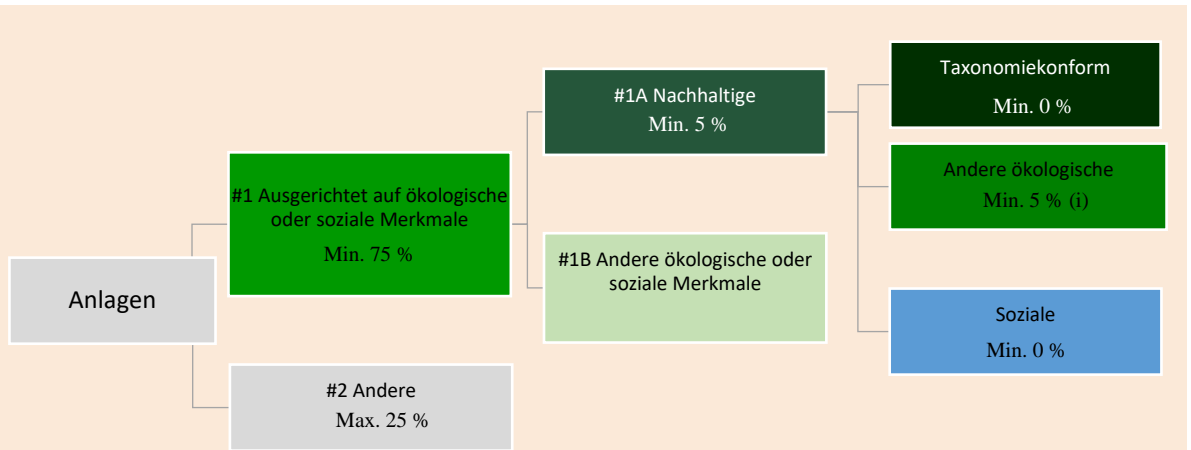 Anlagen
#1 Ausgerichtet auf ökologische
oder soziale Merkmale
Min. 75 %
#2 Andere
Max. 25 %
#1A Nachhaltige
Min. 5 %
#1B Andere ökologische oder
soziale Merkmale
Taxonomiekonform
Min. 0 %
Andere ökologische
Min. 5 % (i)
Soziale
Min. 0 %